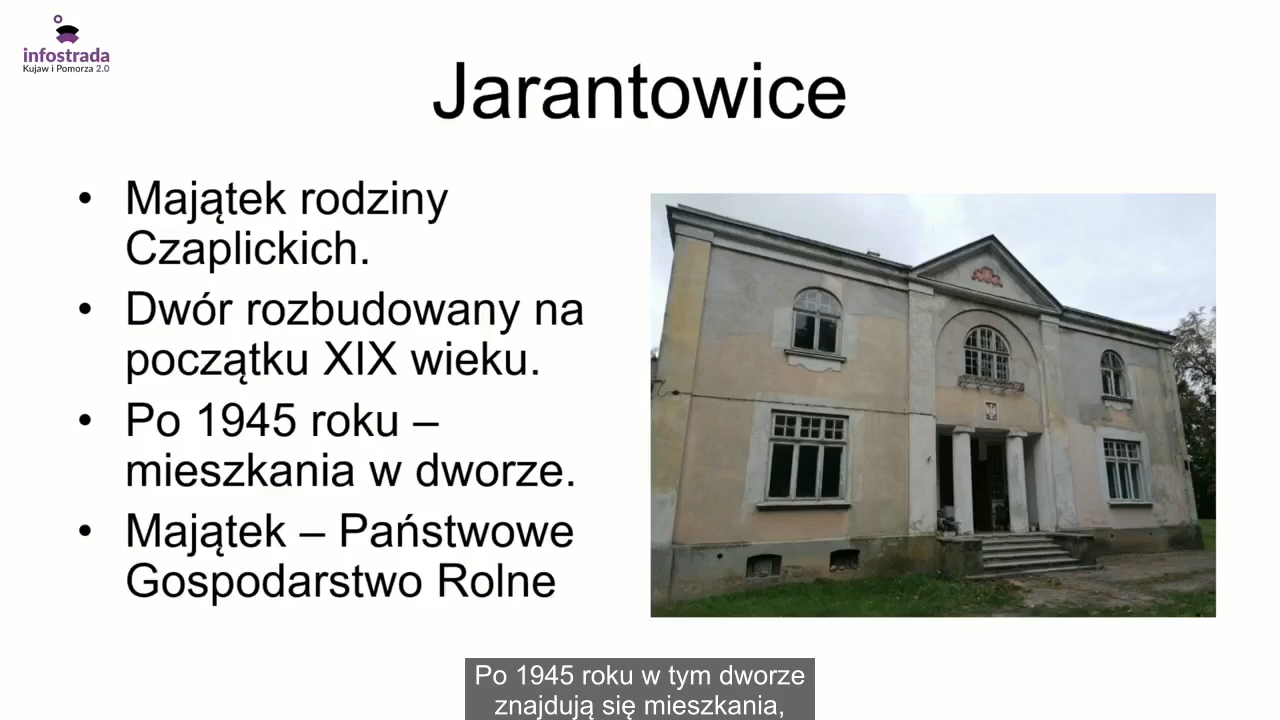 infostrada
Kujaw i Pomorza 2.0
Jarantowice
• Majątek rodziny
Czaplickich.
• Dwór rozbudowany na
początku XIX wieku.
• Po 1945 roku –
mieszkania w dworze.
• Majątek – Państwowe
Gospodarstwo Rolne
Po 1945 roku w tym dworze
znajdują się mieszkania,